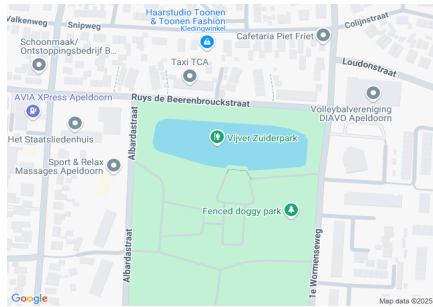 Valkenweg
Snipweg
Haarstudio Toonen
& Toonen Fashion
Kledingwinkel
Colijnstraat
Cafetaria Piet Friet
Schoonmaak/
Ontstoppingsbedrijf B...
Taxi TCA
Loudonstraat
AVIA XPress Apeldoorn
Ruys de Beerenbrouckstraat
Volleybalvereniging
DIAVO Apeldoorn
Het Staatsliedenhuis
Albardastraat
Vijver Zuiderpark
Sport & Relax
Massages Apeldoorn
Fenced doggy park
Albardastraat
1e Wormenseweg
Google
Map data ©2025